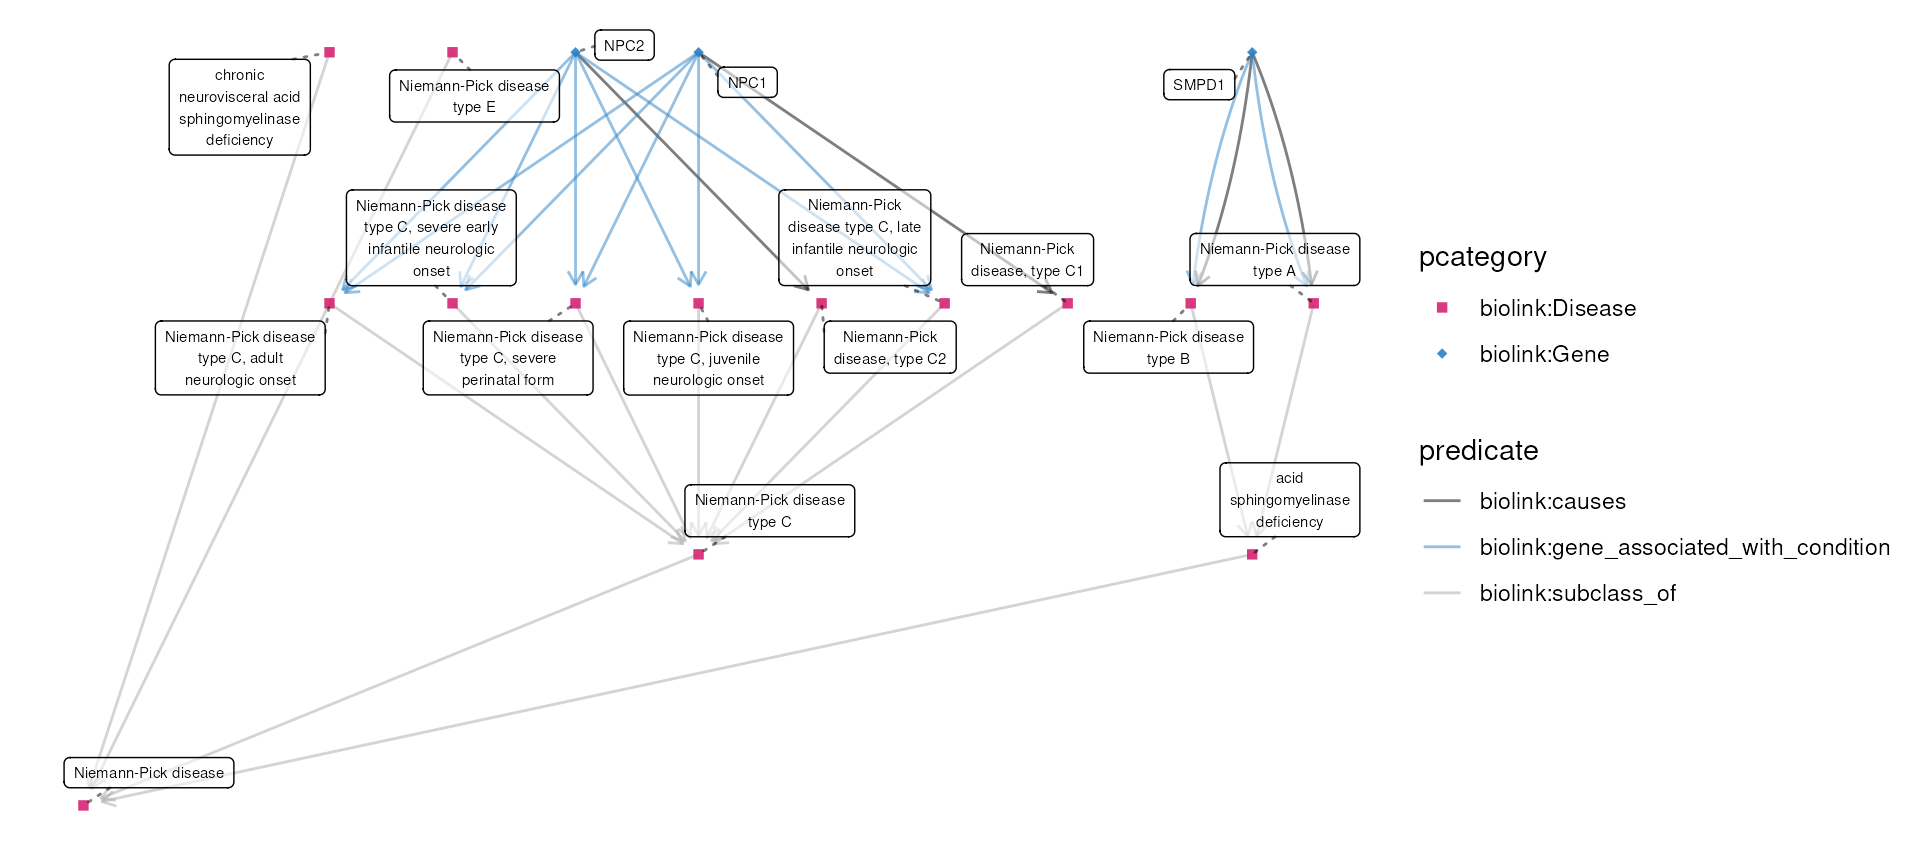 NPC2
chronic
neurovisceral acid
sphingomyelinase
deficiency
Niemann-Pick disease
type E
NPC1
SMPD1
Niemann-Pick disease
type C, severe early
infantile neurologic
onset
Niemann-Pick
disease type C, late
infantile neurologic
onset
Niemann-Pick
disease, type C1
Niemann-Pick disease
type A
Niemann-Pick disease
type C, adult
neurologic onset
Niemann-Pick disease
type C, severe
perinatal form
Niemann-Pick disease
type C, juvenile
neurologic onset
Niemann-Pick
disease, type C2
Niemann-Pick disease
type B
Niemann-Pick disease
type C
acid
sphingomyelinase
deficiency
Niemann-Pick disease
pcategory
biolink:Disease
biolink:Gene
predicate
biolink:causes
biolink:gene_associated_with_condition
biolink:subclass_of